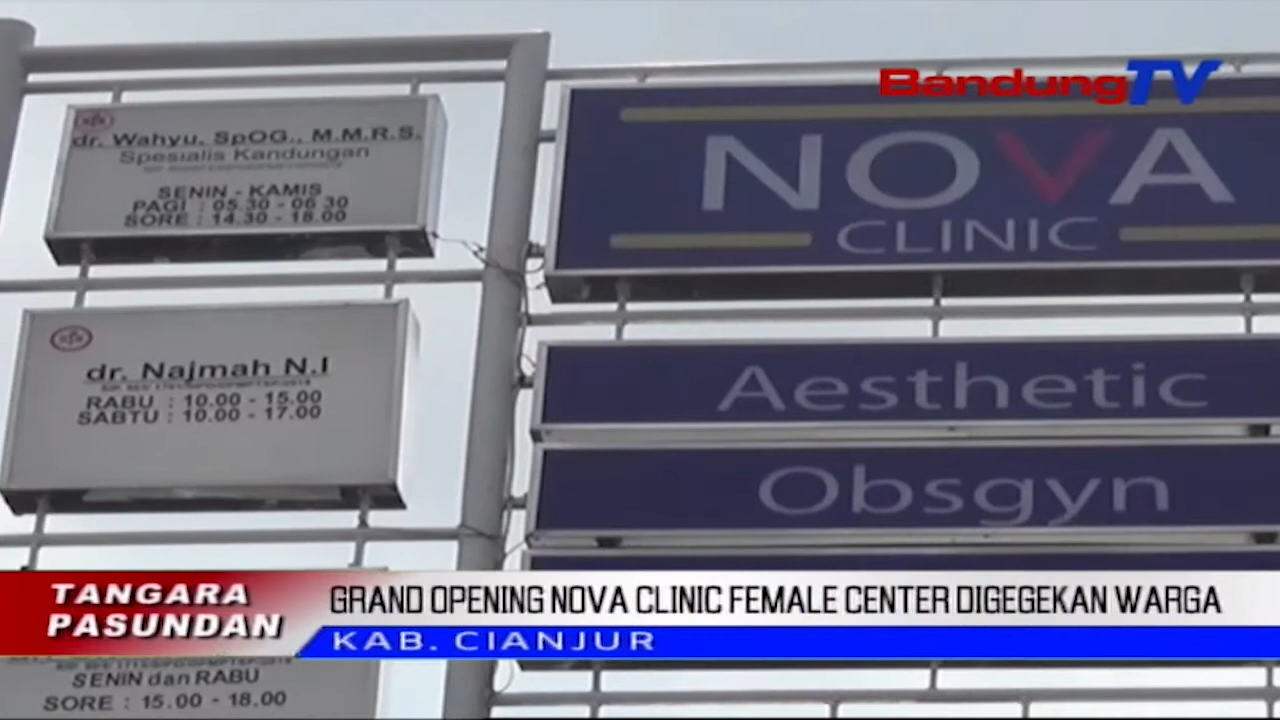 BandungTV
dr. Wahyu, SpOG., M.M.R.S.
Spesialis Kandungan
SENIN - KAMIS
PAGI : 05.30 - 06.30
SORE : 14.30 - 18.00
NOVA
CLINIC
dr. Najmah N.I
RABU : 10.00 - 15.00
SABTU : 10.00 - 17.00
Aesthetic
Obsgyn
TANGARA
PASUNDAN
GRAND OPENING NOVA CLINIC FEMALE CENTER DIGEGEKAN WARGA
KAB. CIANJUR
SENIN dan RABU
SORE : 15.00 - 18.00